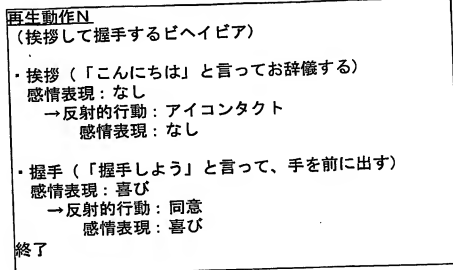 再生動作N
(挨拶して握手するビヘイビア)
・挨拶(「こんにちは」と言ってお辞儀する)
感情表現:なし
→反射的行動:アイコンタクト
感情表現:なし
・握手(「握手しよう」と言って、手を前に出す)
感情表現:喜び
→反射的行動:同意
感情表現:喜び
終了